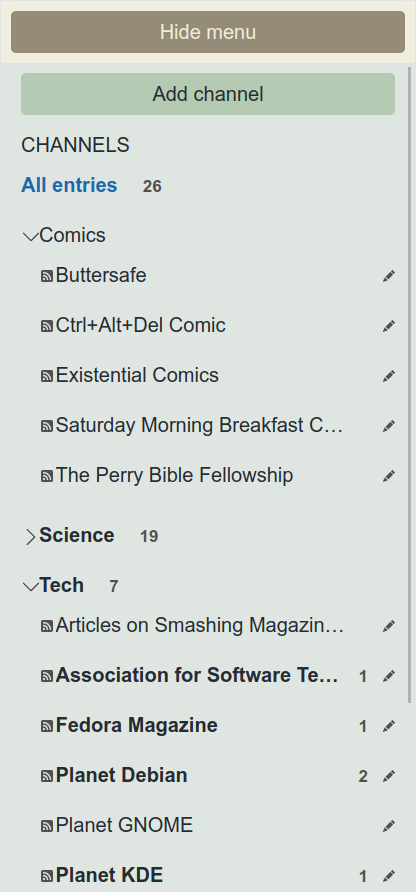 Hide menu
Add channel
CHANNELS
All entries 26
Comics
Buttersafe
Ctrl+Alt+Del Comic
Existential Comics
Saturday Morning Breakfast C…
The Perry Bible Fellowship
Science 19
Tech 7
Articles on Smashing Magazin…
Association for Software Te… 1
Fedora Magazine 1
Planet Debian 2
Planet GNOME
Planet KDE 1